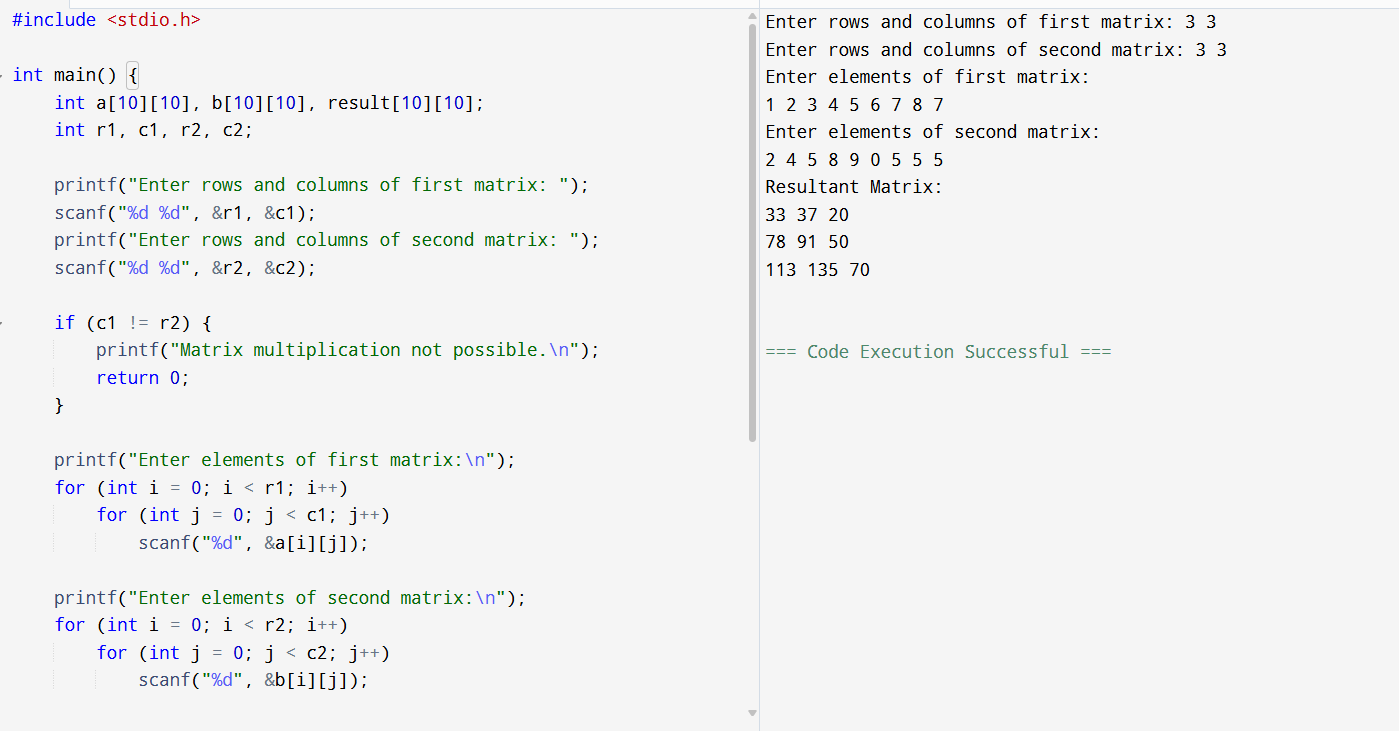 #include <stdio.h>

int main() {
    int a[10][10], b[10][10], result[10][10];
    int r1, c1, r2, c2;

    printf("Enter rows and columns of first matrix: ");
    scanf("%d %d", &r1, &c1);
    printf("Enter rows and columns of second matrix: ");
    scanf("%d %d", &r2, &c2);

    if (c1 != r2) {
        printf("Matrix multiplication not possible.\n");
        return 0;
    }

    printf("Enter elements of first matrix:\n");
    for (int i = 0; i < r1; i++)
        for (int j = 0; j < c1; j++)
            scanf("%d", &a[i][j]);

    printf("Enter elements of second matrix:\n");
    for (int i = 0; i < r2; i++)
        for (int j = 0; j < c2; j++)
            scanf("%d", &b[i][j]);

Enter rows and columns of first matrix: 3 3
Enter rows and columns of second matrix: 3 3
Enter elements of first matrix:
1 2 3 4 5 6 7 8 7
Enter elements of second matrix:
2 4 5 8 9 0 5 5 5
Resultant Matrix:
33 37 20
78 91 50
113 135 70

=== Code Execution Successful ===